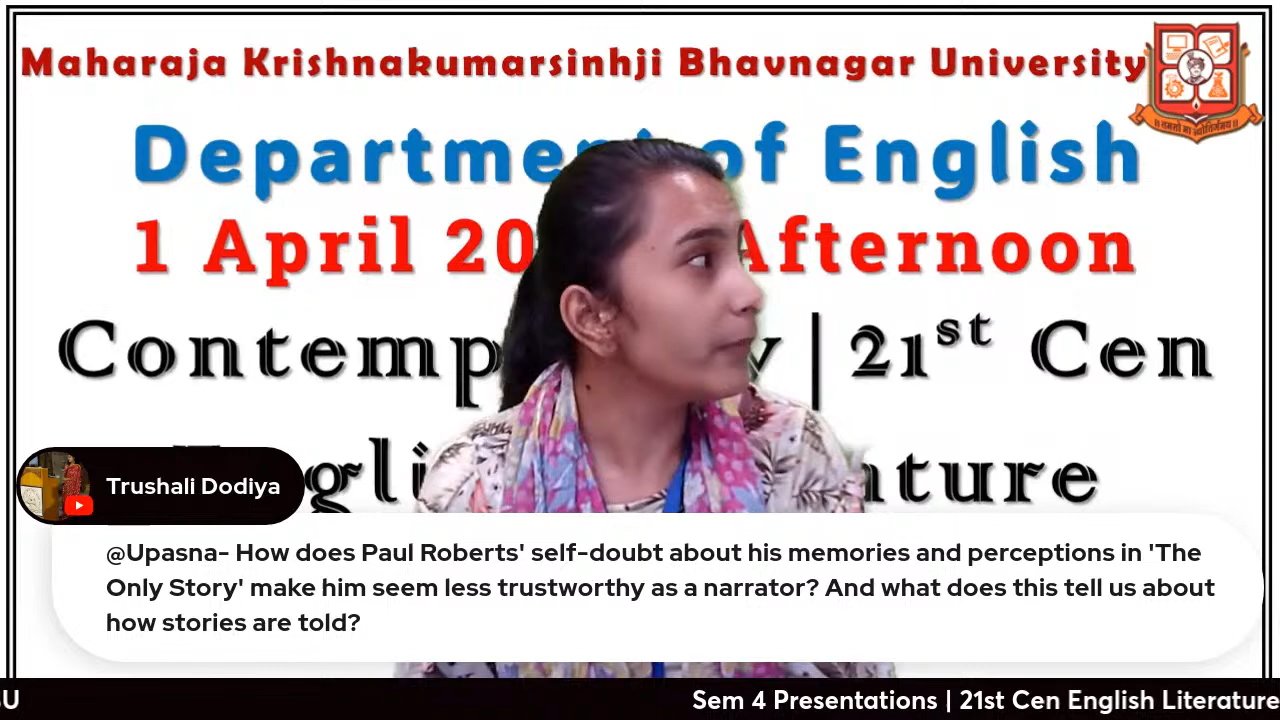 Maharaja Krishnakumarsinhji Bhavnagar University
Department of English
1 April 20 Afternoon
Contemp y | 21st Cen
Trushali Dodiya
@Upasna- How does Paul Roberts' self-doubt about his memories and perceptions in 'The
Only Story' make him seem less trustworthy as a narrator? And what does this tell us about
how stories are told?
Sem 4 Presentations | 21st Cen English Literature